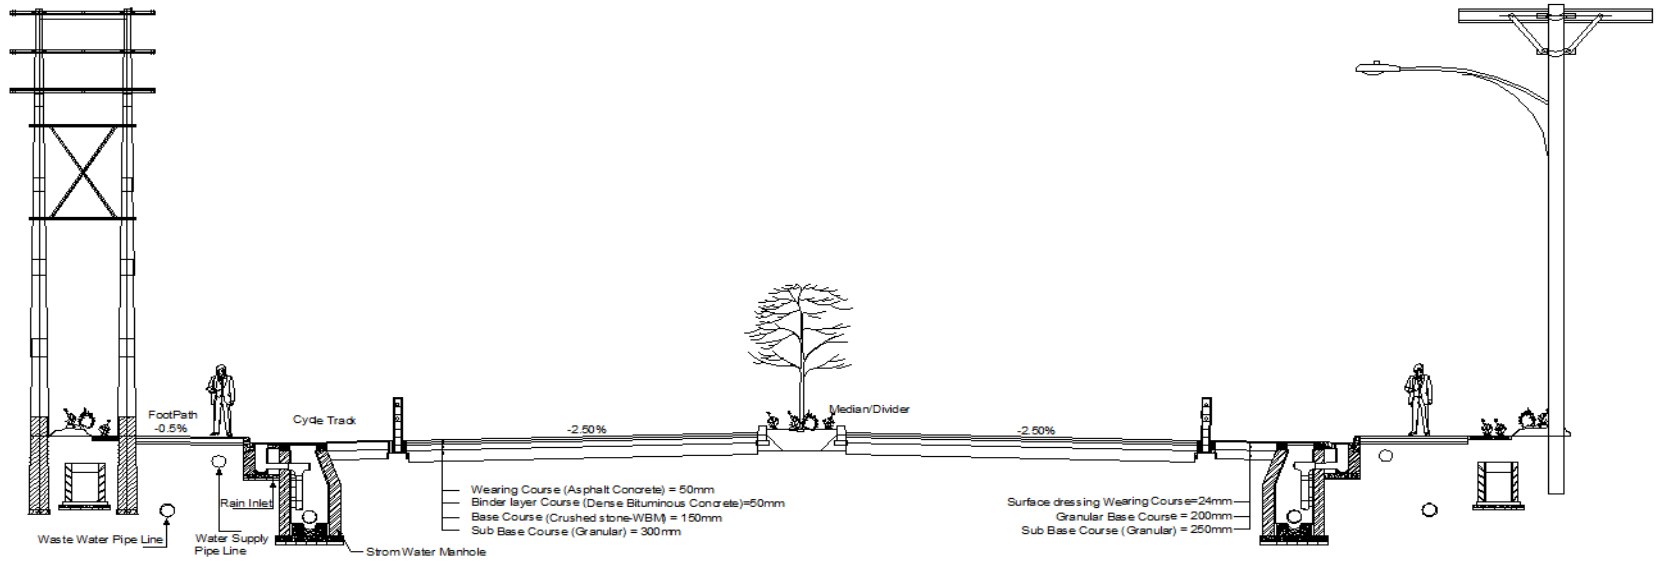 FootPath
-0.5%
Cycle Track
-2.50%
Median/Divider
-2.50%
Wearing Course (Asphalt Concrete) = 50mm
Binder layer Course (Dense Bituminous Concrete)=50mm
Base Course (Crushed stone-WBM) = 150mm
Sub Base Course (Granular) = 300mm
Surface dressing Wearing Course=24mm
Granular Base Course = 200mm
Sub Base Course (Granular) = 250mm
Rain Inlet
Waste Water Pipe Line
Water Supply
Pipe Line
Strom Water Manhole